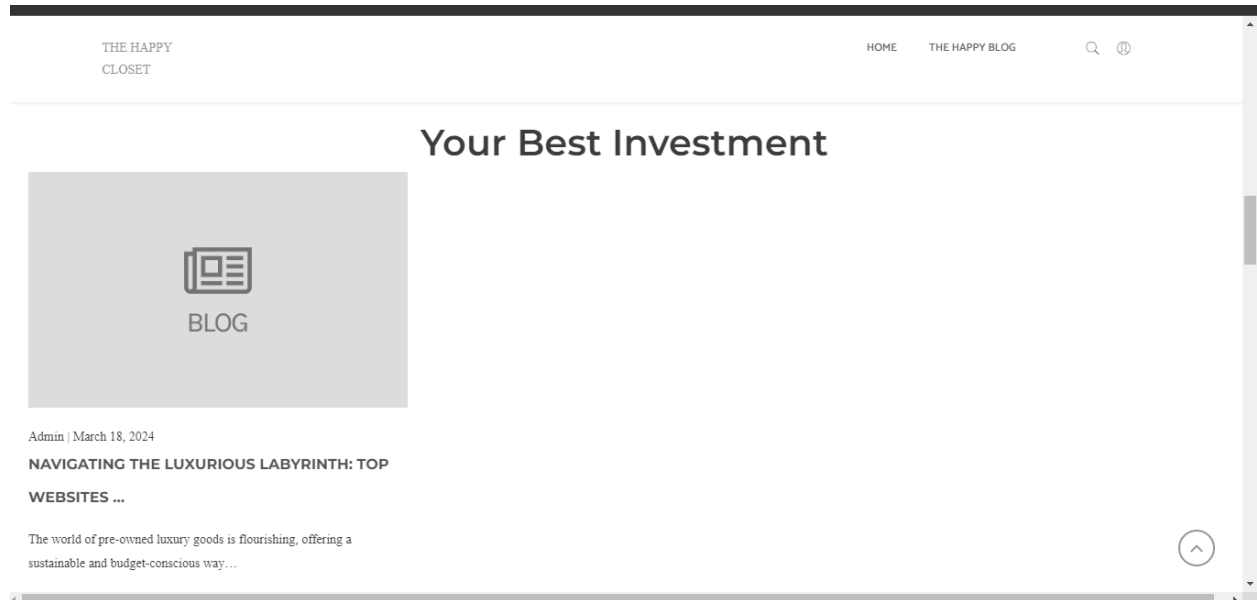 THE HAPPY
CLOSET
HOME
THE HAPPY BLOG
Your Best Investment
BLOG
Admin | March 18, 2024
NAVIGATING THE LUXURIOUS LABYRINTH: TOP
WEBSITES ...
The world of pre-owned luxury goods is flourishing, offering a
sustainable and budget-conscious way…